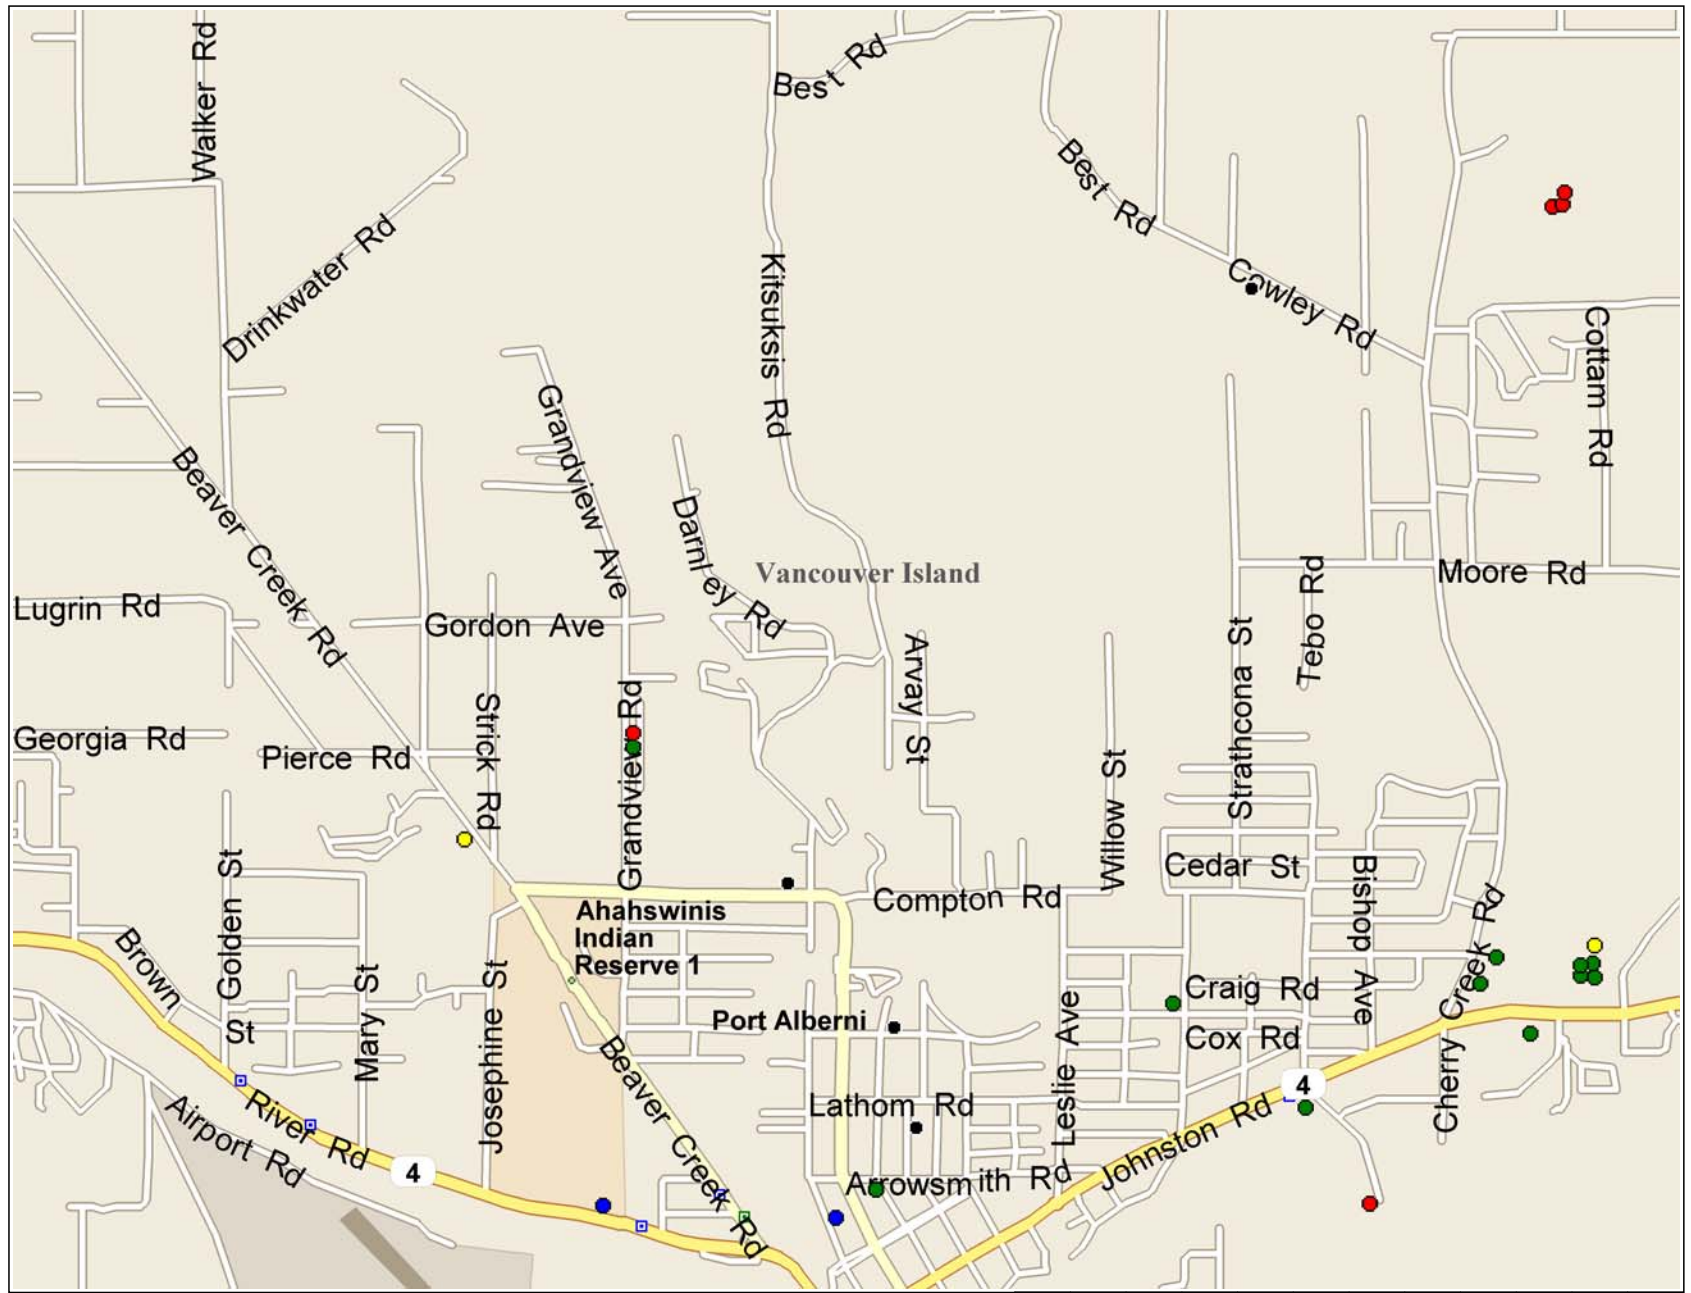 Walker Rd
Best Rd
Best Rd
Drinkwater Rd
Kitsuksis Rd
Cowley Rd
Cottam Rd
Grandview Ave
Beaver Creek Rd
Darnley Rd
Vancouver Island
Moore Rd
Lugrin Rd
Gordon Ave
Tebo Rd
Strathcona St
Arvay St
Georgia Rd
Pierce Rd
Strick Rd
Grandview Rd
Willow St
Golden St
Cedar St
Bishop Ave
Compton Rd
Cherry Creek Rd
Ahahswinis
Indian
Reserve 1
Brown
St
Mary St
Josephine St
Port Alberni
Craig Rd
Cox Rd
Leslie Ave
Beaver Creek Rd
Lathom Rd
4
Johnston Rd
River Rd
Airport Rd
4
Arrowsmith Rd